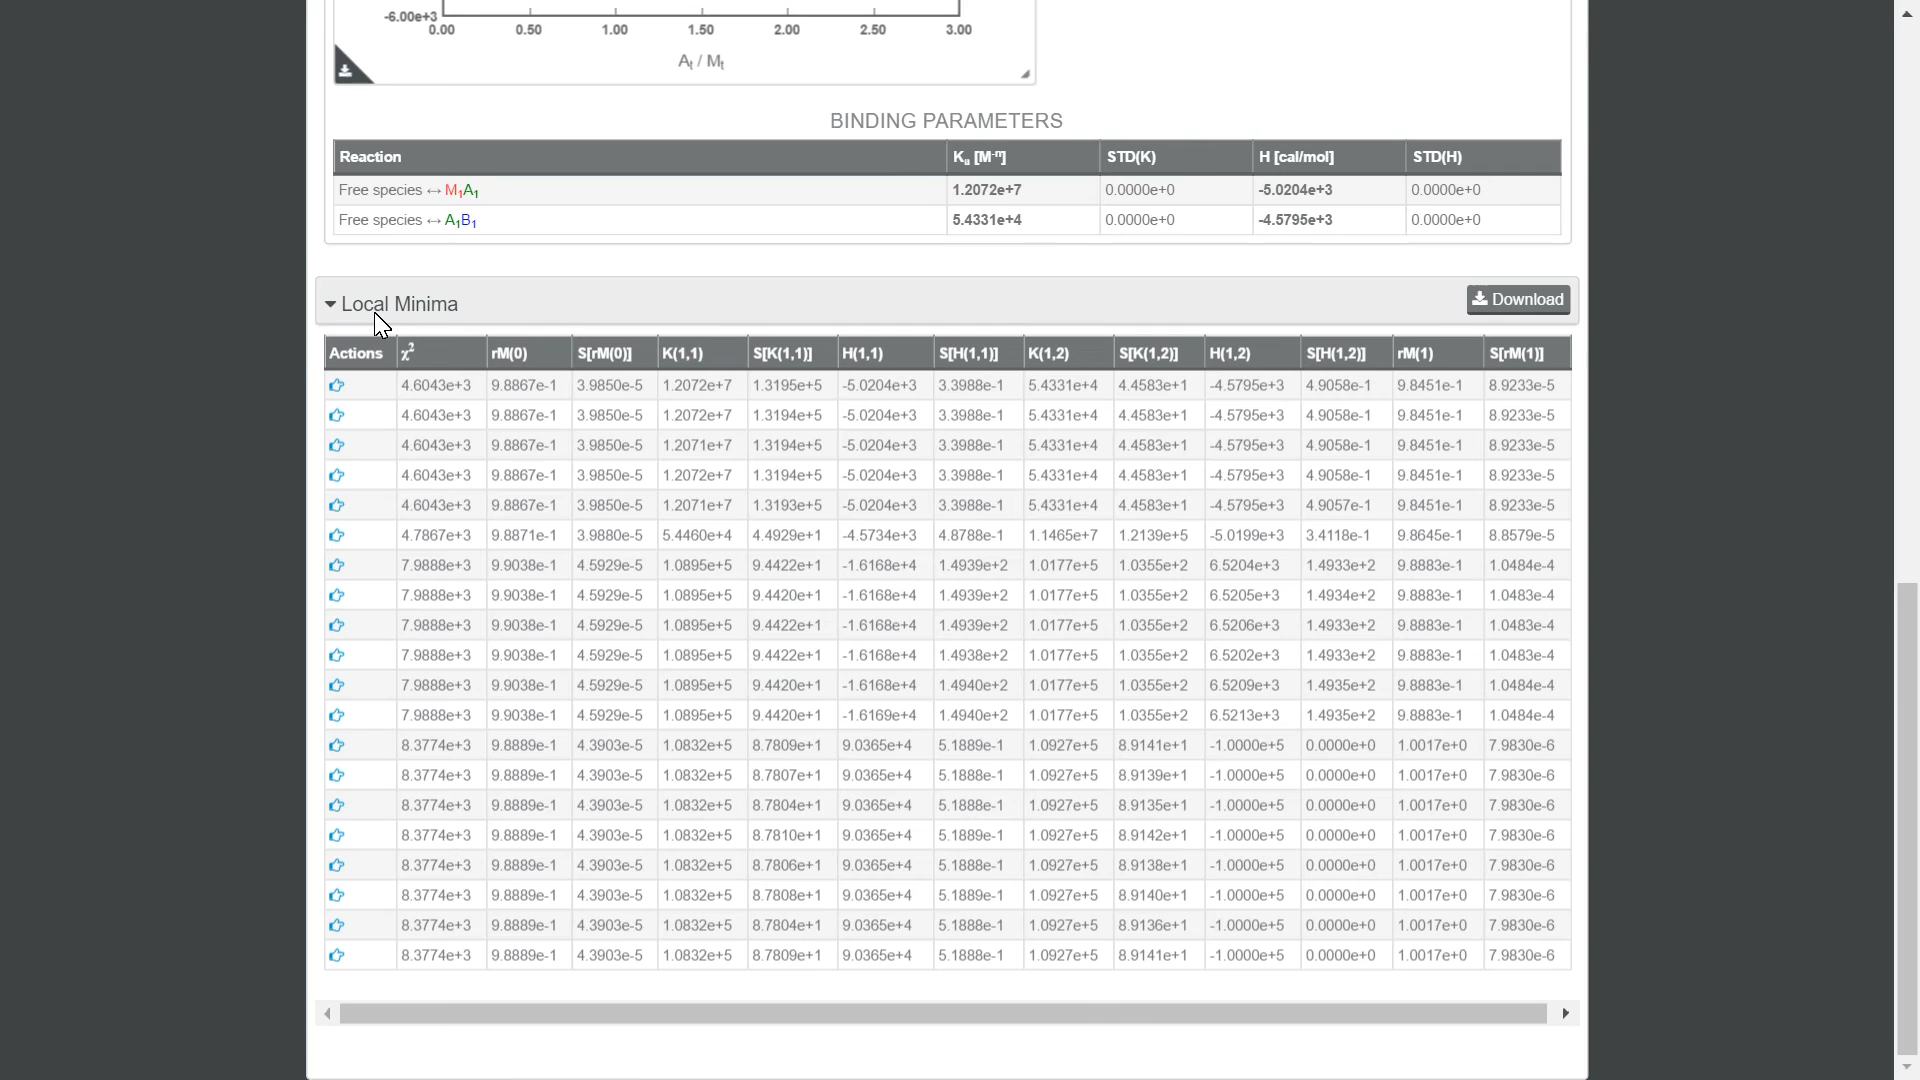 -6.00e+3
0.00 0.50 1.00 1.50 2.00 2.50 3.00
At / Mt
BINDING PARAMETERS
Reaction Ka [M-n] STD(K) H [cal/mol] STD(H)
Free species ↔ M1A1 1.2072e+7 0.0000e+0 -5.0204e+3 0.0000e+0
Free species ↔ A1B1 5.4331e+4 0.0000e+0 -4.5795e+3 0.0000e+0
Local Minima Download
Actions χ2 rM(0) S[rM(0)] K(1,1) S[K(1,1)] H(1,1) S[H(1,1)] K(1,2) S[K(1,2)] H(1,2) S[H(1,2)] rM(1) S[rM(1)]
4.6043e+3 9.8867e-1 3.9850e-5 1.2072e+7 1.3195e+5 -5.0204e+3 3.3988e-1 5.4331e+4 4.4583e+1 -4.5795e+3 4.9058e-1 9.8451e-1 8.9233e-5
4.6043e+3 9.8867e-1 3.9850e-5 1.2072e+7 1.3194e+5 -5.0204e+3 3.3988e-1 5.4331e+4 4.4583e+1 -4.5795e+3 4.9058e-1 9.8451e-1 8.9233e-5
4.6043e+3 9.8867e-1 3.9850e-5 1.2071e+7 1.3194e+5 -5.0204e+3 3.3988e-1 5.4331e+4 4.4583e+1 -4.5795e+3 4.9058e-1 9.8451e-1 8.9233e-5
4.6043e+3 9.8867e-1 3.9850e-5 1.2072e+7 1.3194e+5 -5.0204e+3 3.3988e-1 5.4331e+4 4.4583e+1 -4.5795e+3 4.9058e-1 9.8451e-1 8.9233e-5
4.6043e+3 9.8867e-1 3.9850e-5 1.2071e+7 1.3193e+5 -5.0204e+3 3.3988e-1 5.4331e+4 4.4583e+1 -4.5795e+3 4.9057e-1 9.8451e-1 8.9233e-5
4.7867e+3 9.8871e-1 3.9880e-5 5.4460e+4 4.4929e+1 -4.5734e+3 4.8788e-1 1.1465e+7 1.2139e+5 -5.0199e+3 3.4118e-1 9.8645e-1 8.8579e-5
7.9888e+3 9.9038e-1 4.5929e-5 1.0895e+5 9.4422e+1 -1.6168e+4 1.4939e+2 1.0177e+5 1.0355e+2 6.5204e+3 1.4933e+2 9.8883e-1 1.0484e-4
7.9888e+3 9.9038e-1 4.5929e-5 1.0895e+5 9.4420e+1 -1.6168e+4 1.4939e+2 1.0177e+5 1.0355e+2 6.5205e+3 1.4934e+2 9.8883e-1 1.0483e-4
7.9888e+3 9.9038e-1 4.5929e-5 1.0895e+5 9.4422e+1 -1.6168e+4 1.4939e+2 1.0177e+5 1.0355e+2 6.5206e+3 1.4933e+2 9.8883e-1 1.0483e-4
7.9888e+3 9.9038e-1 4.5929e-5 1.0895e+5 9.4422e+1 -1.6168e+4 1.4938e+2 1.0177e+5 1.0355e+2 6.5202e+3 1.4933e+2 9.8883e-1 1.0483e-4
7.9888e+3 9.9038e-1 4.5929e-5 1.0895e+5 9.4420e+1 -1.6168e+4 1.4940e+2 1.0177e+5 1.0355e+2 6.5209e+3 1.4935e+2 9.8883e-1 1.0484e-4
7.9888e+3 9.9038e-1 4.5929e-5 1.0895e+5 9.4420e+1 -1.6169e+4 1.4940e+2 1.0177e+5 1.0355e+2 6.5213e+3 1.4935e+2 9.8883e-1 1.0484e-4
8.3774e+3 9.8889e-1 4.3903e-5 1.0832e+5 8.7809e+1 9.0365e+4 5.1889e-1 1.0927e+5 8.9141e+1 -1.0000e+5 0.0000e+0 1.0017e+0 7.9830e-6
8.3774e+3 9.8889e-1 4.3903e-5 1.0832e+5 8.7807e+1 9.0365e+4 5.1888e-1 1.0927e+5 8.9139e+1 -1.0000e+5 0.0000e+0 1.0017e+0 7.9830e-6
8.3774e+3 9.8889e-1 4.3903e-5 1.0832e+5 8.7804e+1 9.0365e+4 5.1888e-1 1.0927e+5 8.9135e+1 -1.0000e+5 0.0000e+0 1.0017e+0 7.9830e-6
8.3774e+3 9.8889e-1 4.3903e-5 1.0832e+5 8.7810e+1 9.0365e+4 5.1889e-1 1.0927e+5 8.9142e+1 -1.0000e+5 0.0000e+0 1.0017e+0 7.9830e-6
8.3774e+3 9.8889e-1 4.3903e-5 1.0832e+5 8.7806e+1 9.0365e+4 5.1888e-1 1.0927e+5 8.9138e+1 -1.0000e+5 0.0000e+0 1.0017e+0 7.9830e-6
8.3774e+3 9.8889e-1 4.3903e-5 1.0832e+5 8.7808e+1 9.0365e+4 5.1889e-1 1.0927e+5 8.9140e+1 -1.0000e+5 0.0000e+0 1.0017e+0 7.9830e-6
8.3774e+3 9.8889e-1 4.3903e-5 1.0832e+5 8.7804e+1 9.0365e+4 5.1888e-1 1.0927e+5 8.9136e+1 -1.0000e+5 0.0000e+0 1.0017e+0 7.9830e-6
8.3774e+3 9.8889e-1 4.3903e-5 1.0832e+5 8.7809e+1 9.0365e+4 5.1888e-1 1.0927e+5 8.9141e+1 -1.0000e+5 0.0000e+0 1.0017e+0 7.9830e-6